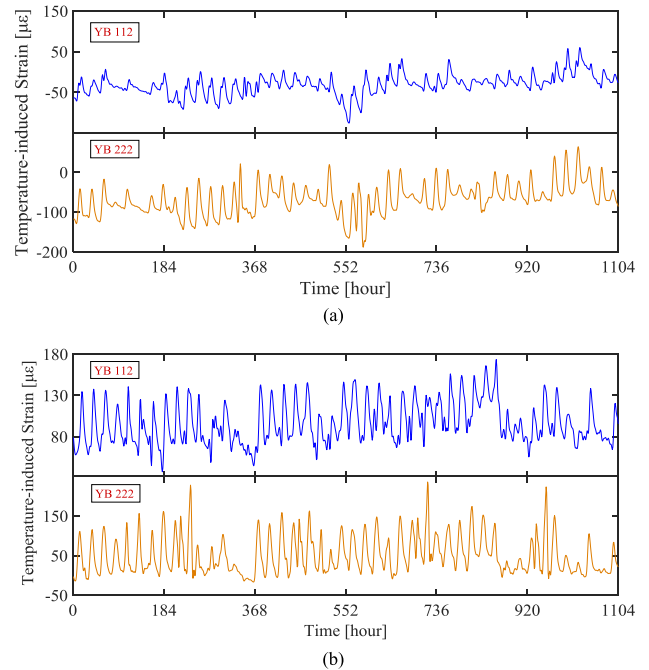 Temperature-induced Strain [με]
150
50
-50
YB 112
0
-100
-200
YB 222
0 184 368 552 736 920 1104
Time [hour]
(a)
Temperature-induced Strain [με]
180
130
80
YB 112
150
50
-50
YB 222
0 184 368 552 736 920 1104
Time [hour]
(b)